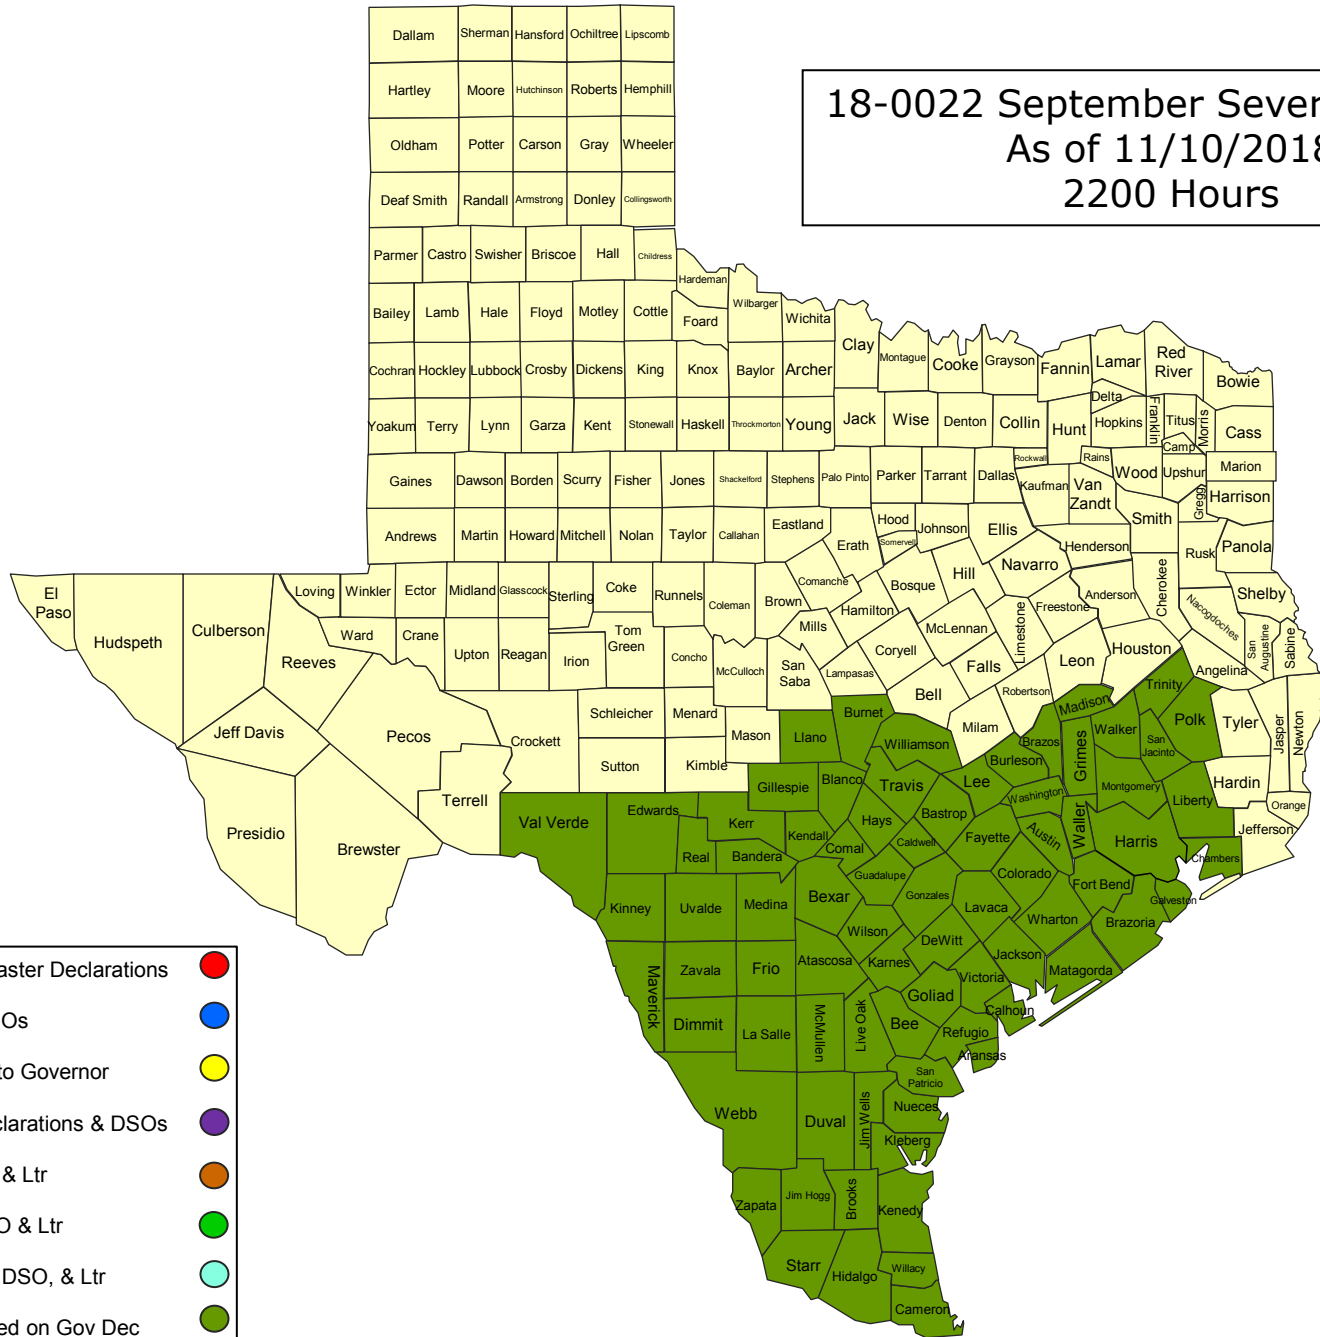 Dallam Sherman Hansford Ochiltree Lipscomb
Hartley Moore Hutchinson Roberts Hemphill
18-0022 September Sever
As of 11/10/2018
2200 Hours
Oldham Potter Carson Gray Wheeler
Deaf Smith Randall Armstrong Donley Collingsworth
Parmer Castro Swisher Briscoe Hall Childress
Hardeman
Bailey Lamb Hale Floyd Motley Cottle Foard Wilbarger Wichita
Clay Montague Cooke Grayson Fannin Lamar Red
River Bowie
Cochran Hockley Lubbock Crosby Dickens King Knox Baylor Archer
Delta
Yoakum Terry Lynn Garza Kent Stonewall Haskell Throckmorton Young Jack Wise Denton Collin Hunt Hopkins Franklin Titus Morris Cass
Camp
Gaines Dawson Borden Scurry Fisher Jones Shackelford Stephens Palo Pinto Parker Tarrant Dallas Rockwall Kaufman Rains Van
Zandt Wood Upshur Marion
Gregg Harrison
Andrews Martin Howard Mitchell Nolan Taylor Callahan Eastland Erath Hood Somervell Johnson Ellis Henderson Smith Rusk Panola
El
Paso Hudspeth Culberson Loving Winkler Ector Midland Glasscock Sterling Coke Runnels Coleman Brown Comanche Hamilton Bosque Hill Navarro Freestone Anderson Cherokee Nacogdoches Shelby
Reeves Ward Crane Upton Reagan Irion Tom
Green Concho McCulloch San
Saba Mills Lampasas Coryell McLennan Limestone Falls Leon Houston Angelina San
Augustine Sabine
Jeff Davis Pecos Crockett Schleicher Menard Mason Llano Burnet Bell Milam Robertson Madison Trinity Polk Tyler Jasper Newton
Presidio Brewster Terrell Sutton Kimble Gillespie Blanco Williamson Travis Lee Burleson Brazos Grimes Walker San
Jacinto Montgomery Liberty Hardin Orange
Val Verde Edwards Kerr Real Bandera Kendall Comal Hays Caldwell Bastrop Fayette Washington Austin Waller Harris Chambers Jefferson
Kinney Uvalde Medina Bexar Guadalupe Gonzales Lavaca Colorado Wharton Fort Bend Brazoria Galveston
Maverick Zavala Frio Atascosa Wilson Karnes DeWitt Jackson Matagorda
Dimmit La Salle McMullen Live Oak Bee Goliad Victoria Calhoun Refugio Aransas
Webb Duval Jim Wells San
Patricio Nueces Kleberg
Zapata Jim Hogg Brooks Kenedy
Starr Hidalgo Willacy Cameron
aster Declarations
Os
to Governor
clarations & DSOs
& Ltr
O & Ltr
DSO, & Ltr
ed on Gov Dec